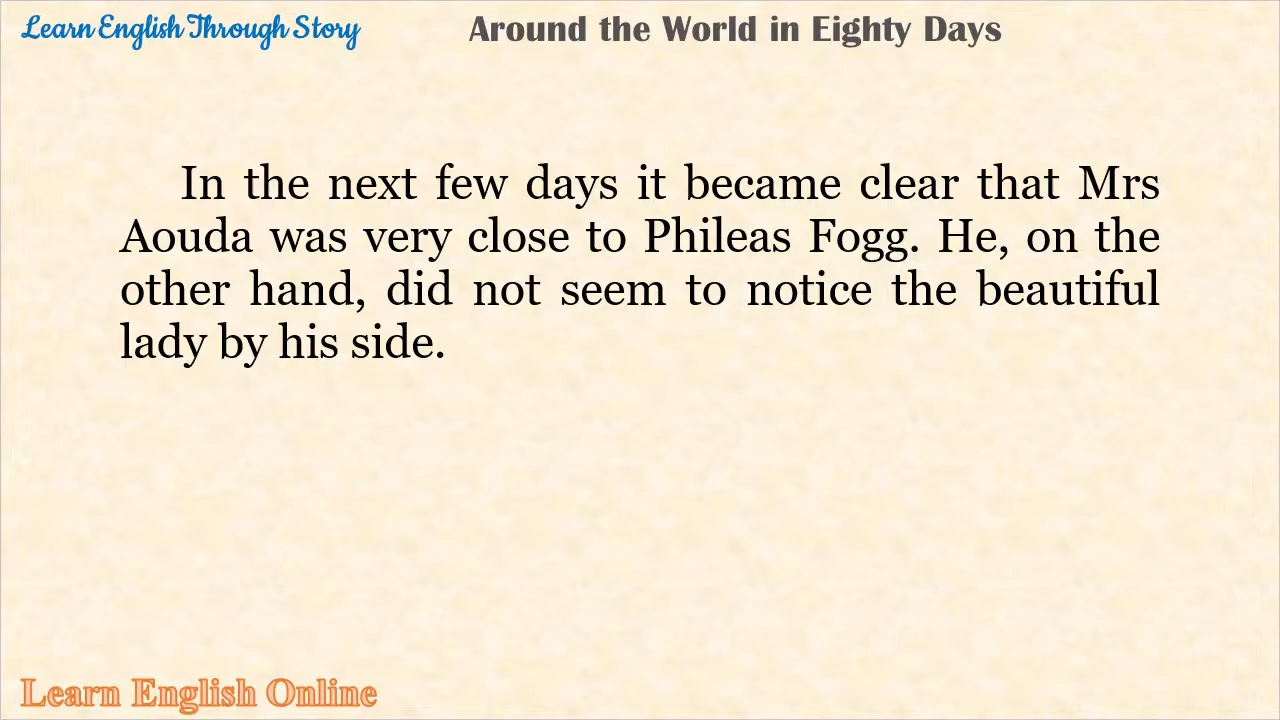 Learn English Through Story
Around the World in Eighty Days
In the next few days it became clear that Mrs
Aouda was very close to Phileas Fogg. He, on the
other hand, did not seem to notice the beautiful
lady by his side.
Learn English Online